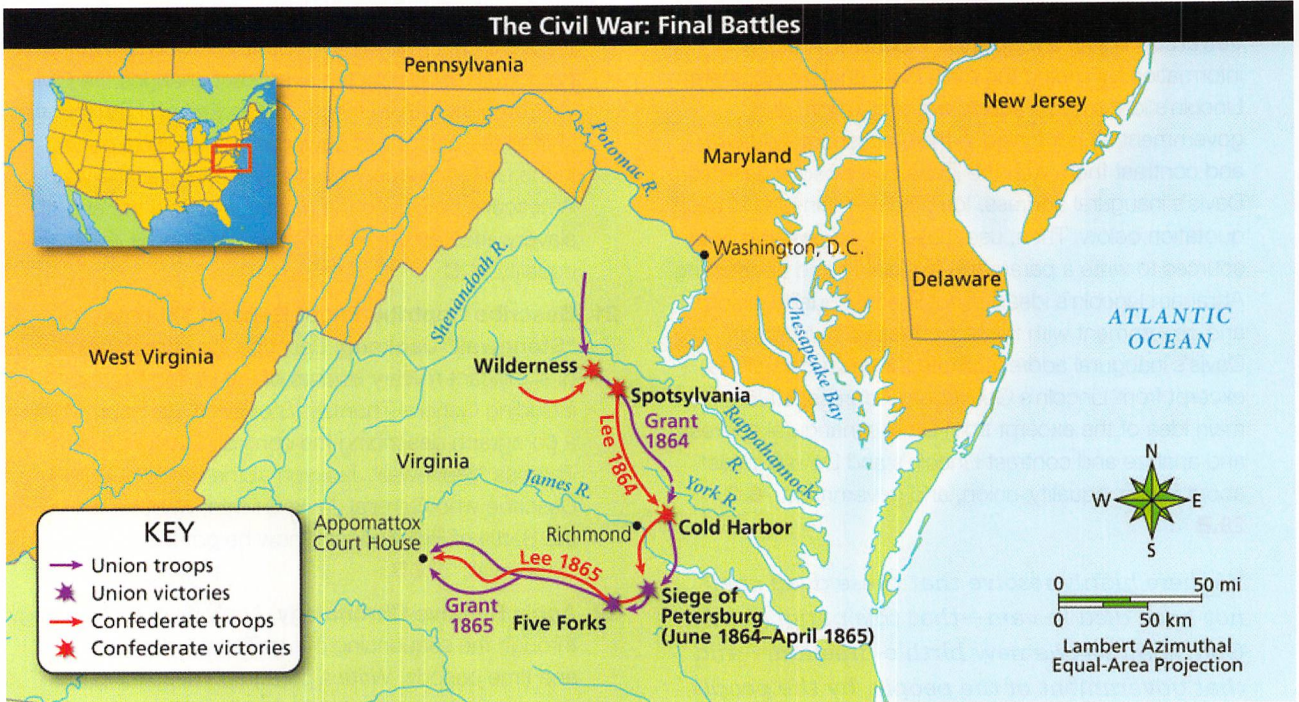 The Civil War: Final Battles
Pennsylvania
New Jersey
Maryland
Potomac R.
Washington, D.C.
Delaware
Shenandoah R.
Chesapeake Bay
ATLANTIC
OCEAN
West Virginia
Wilderness
Spotsylvania
Grant
1864
Lee 1864
Rappahannock
R.
Virginia
James R.
York R.
Cold Harbor
Richmond
Appomattox
Court House
Lee 1865
Grant
1865
Five Forks
Siege of
Petersburg
(June 1864–April 1865)
KEY
Union troops
Union victories
Confederate troops
Confederate victories
N
W
E
S
0
50 mi
0
50 km
Lambert Azimuthal
Equal-Area Projection